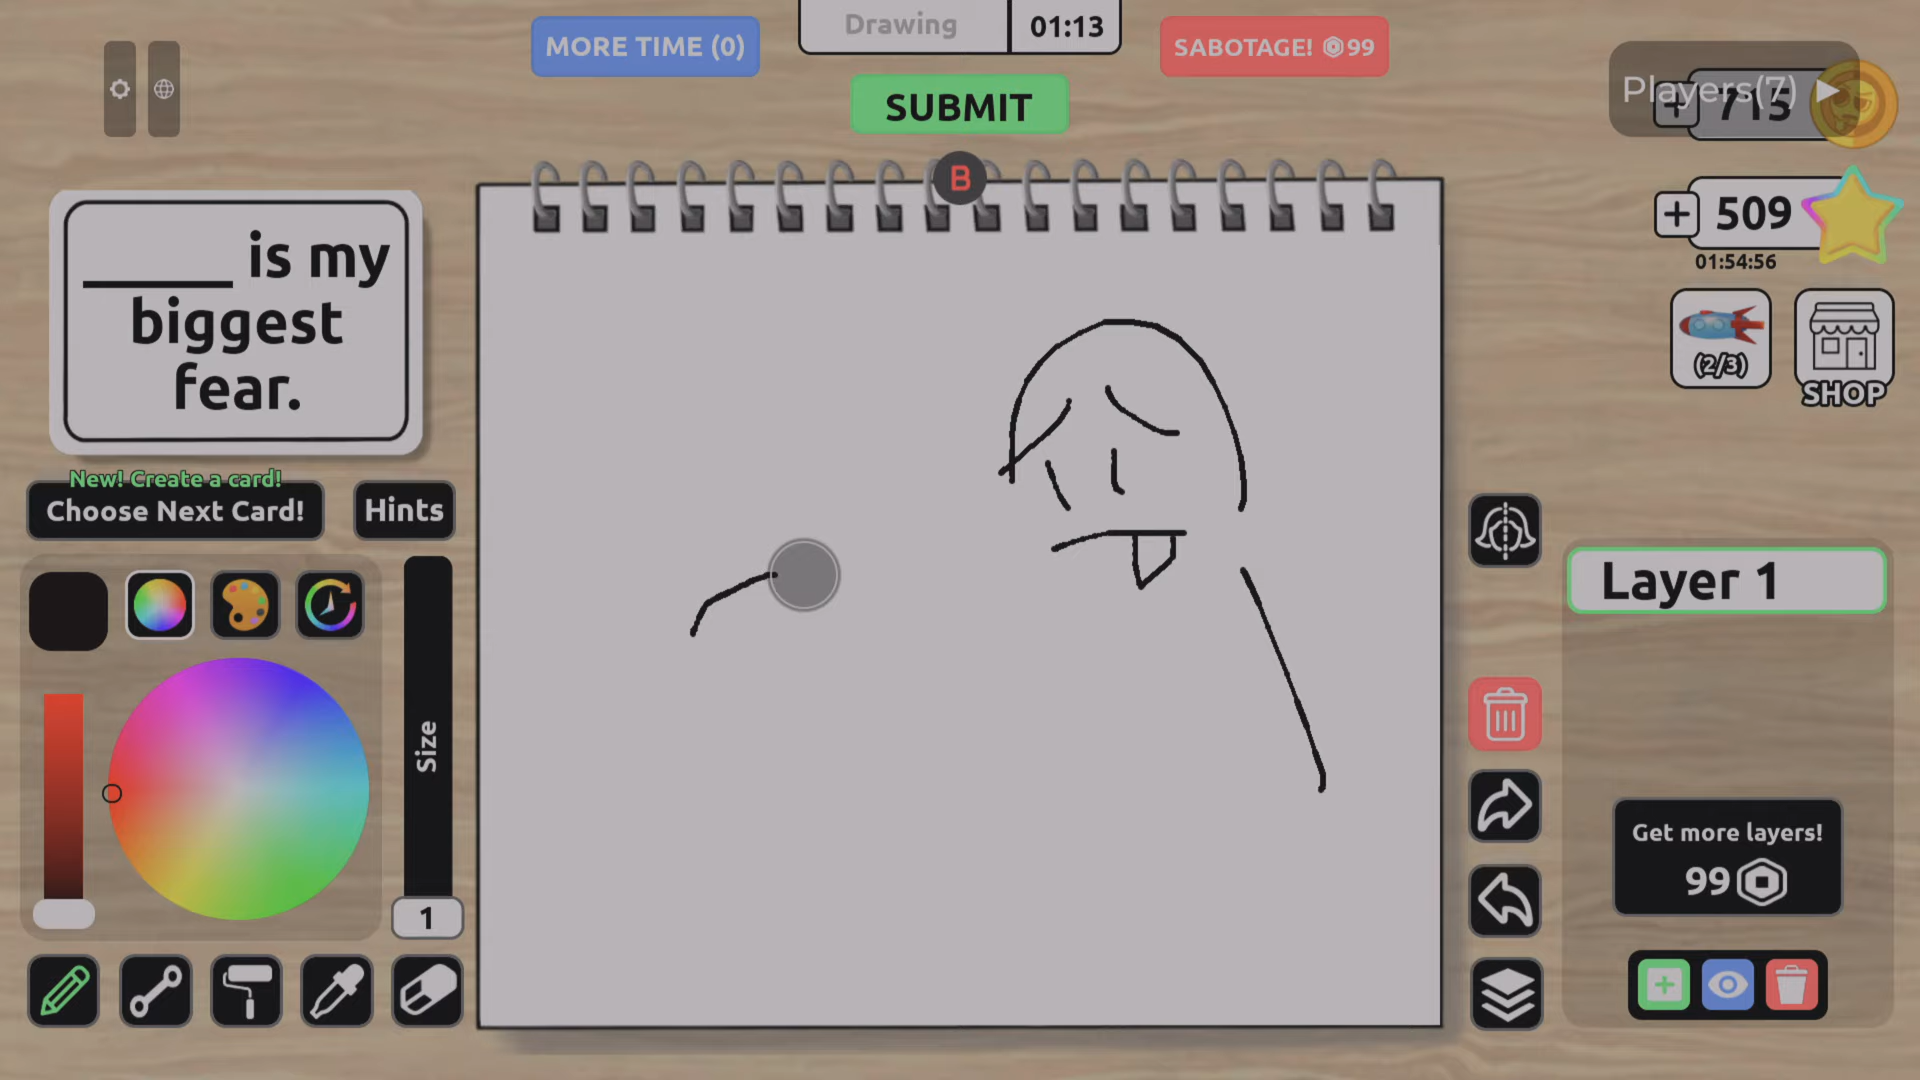 Drawing
01:13
MORE TIME (0)
SABOTAGE! 99
SUBMIT
Players(7)
715
B
509
01:54:56
(2/3)
SHOP
_____ is my
biggest
fear.
New! Create a card!
Choose Next Card!
Hints
Size
1
Layer 1
Get more layers!
99